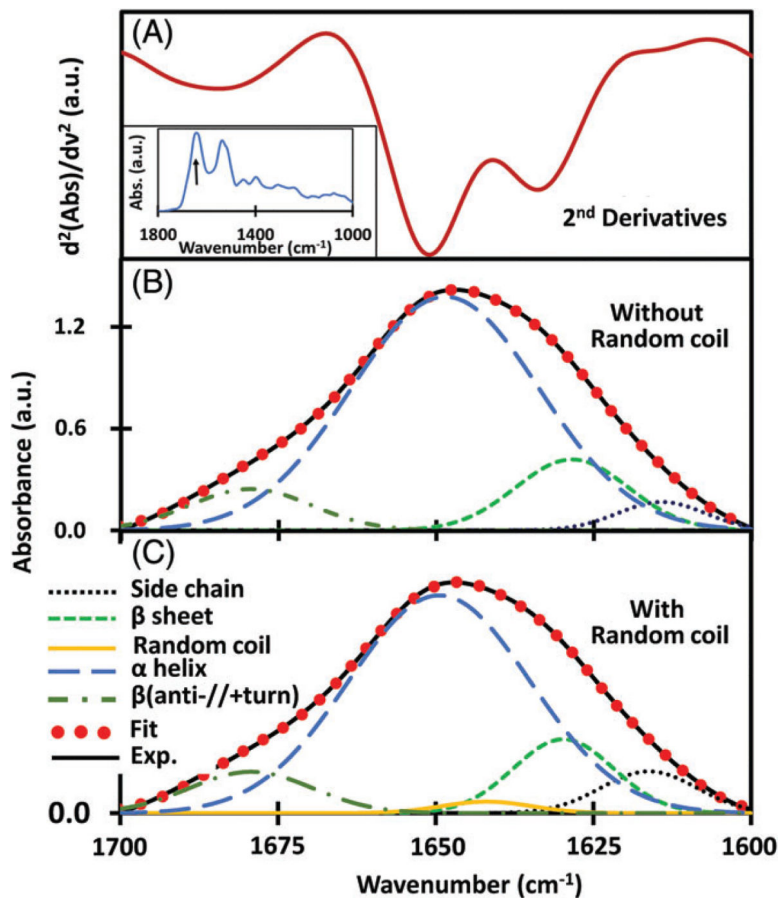 (A)
d²(Abs)/dv² (a.u.)
Abs. (a.u.)
1800
1400
1000
Wavenumber (cm⁻¹)
2ⁿᵈ Derivatives
(B)
Without
Random coil
1.2
0.6
0.0
Absorbance (a.u.)
(C)
With
Random coil
Side chain
β sheet
Random coil
α helix
β(anti-//+turn)
Fit
Exp.
0.0
1700
1675
1650
1625
1600
Wavenumber (cm⁻¹)